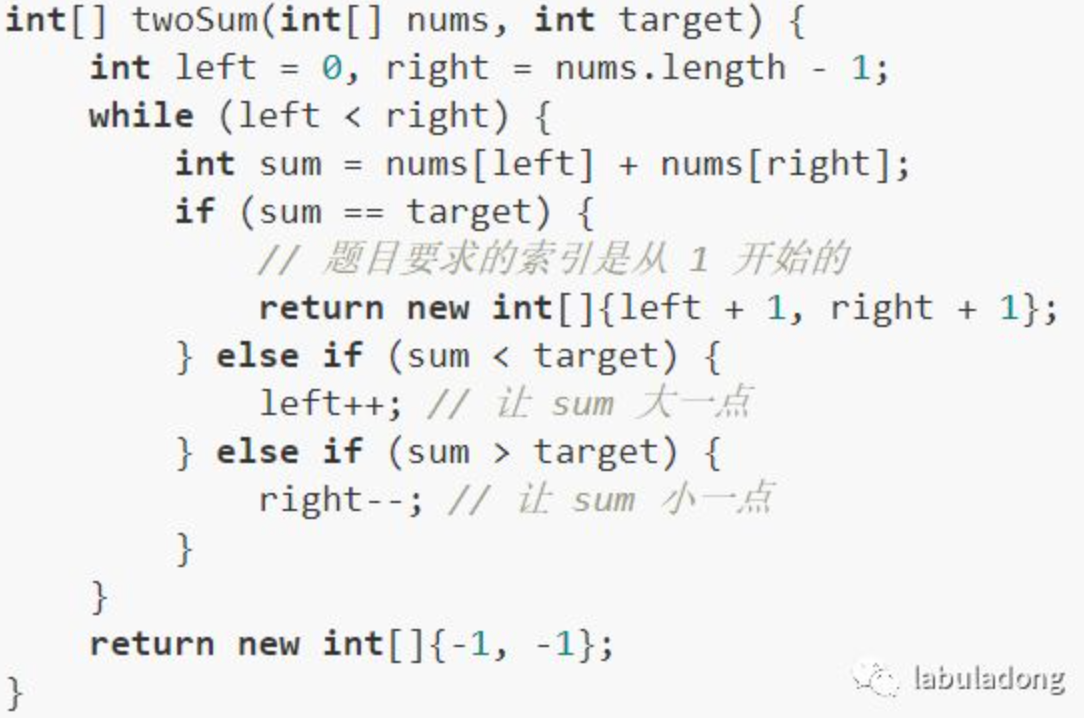 int[] twoSum(int[] nums, int target) {
    int left = 0, right = nums.length - 1;
    while (left < right) {
        int sum = nums[left] + nums[right];
        if (sum == target) {
            // 题目要求的索引是从 1 开始的
            return new int[]{left + 1, right + 1};
        } else if (sum < target) {
            left++; // 让 sum 大一点
        } else if (sum > target) {
            right--; // 让 sum 小一点
        }
    }
    return new int[]{-1, -1};
}
labuladong